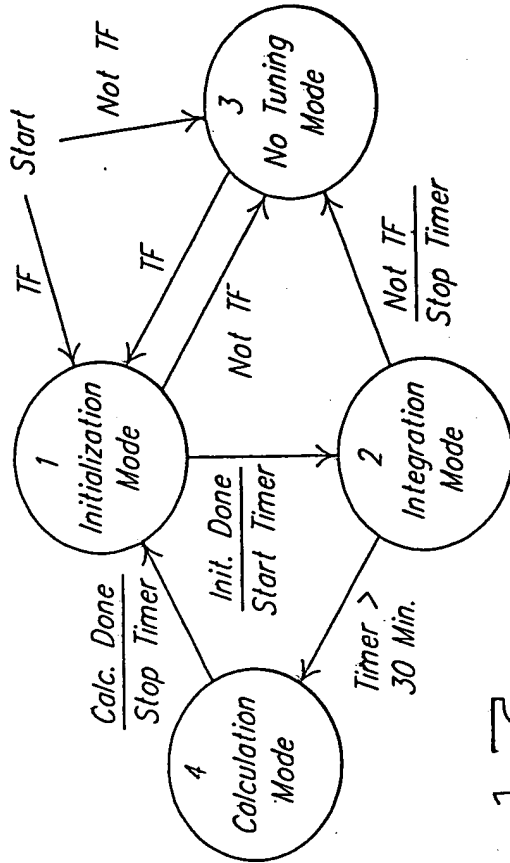 Start
TF
Not TF
1
Initialization
Mode
TF
Not TF
3
No Tuning
Mode
Calc. Done
Stop Timer
Init. Done
Start Timer
Not TF
Stop Timer
4
Calculation
Mode
Timer >
30 Min.
2
Integration
Mode